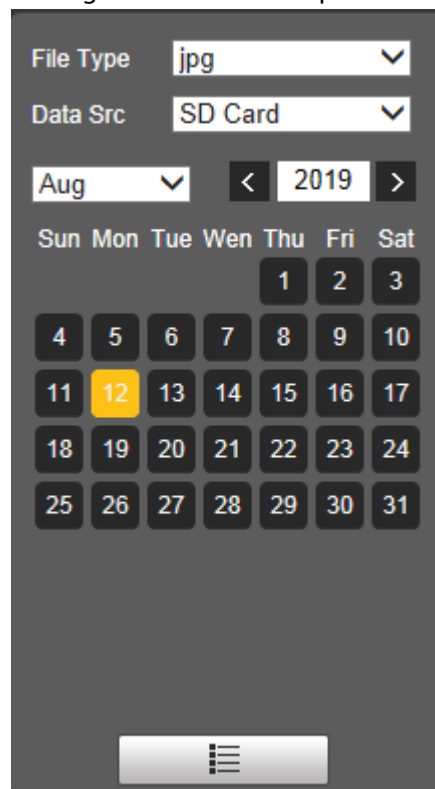 File Type jpg
Data Src SD Card
Aug 2019
Sun Mon Tue Wen Thu Fri Sat
1 2 3
4 5 6 7 8 9 10
11 12 13 14 15 16 17
18 19 20 21 22 23 24
25 26 27 28 29 30 31